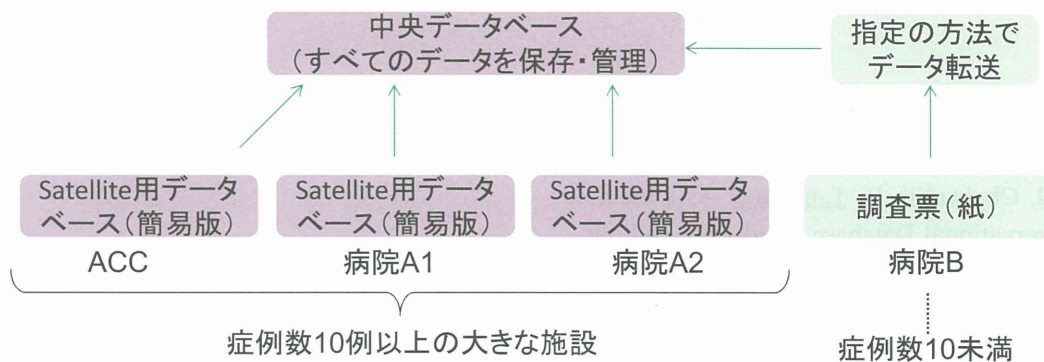 中央データベース
(すべてのデータを保存・管理)
指定の方法で
データ転送
Satellite用データ
ベース(簡易版)
Satellite用データ
ベース(簡易版)
Satellite用データ
ベース(簡易版)
調査票(紙)
ACC
病院A1
病院A2
病院B
症例数10例以上の大きな施設
症例数10未満